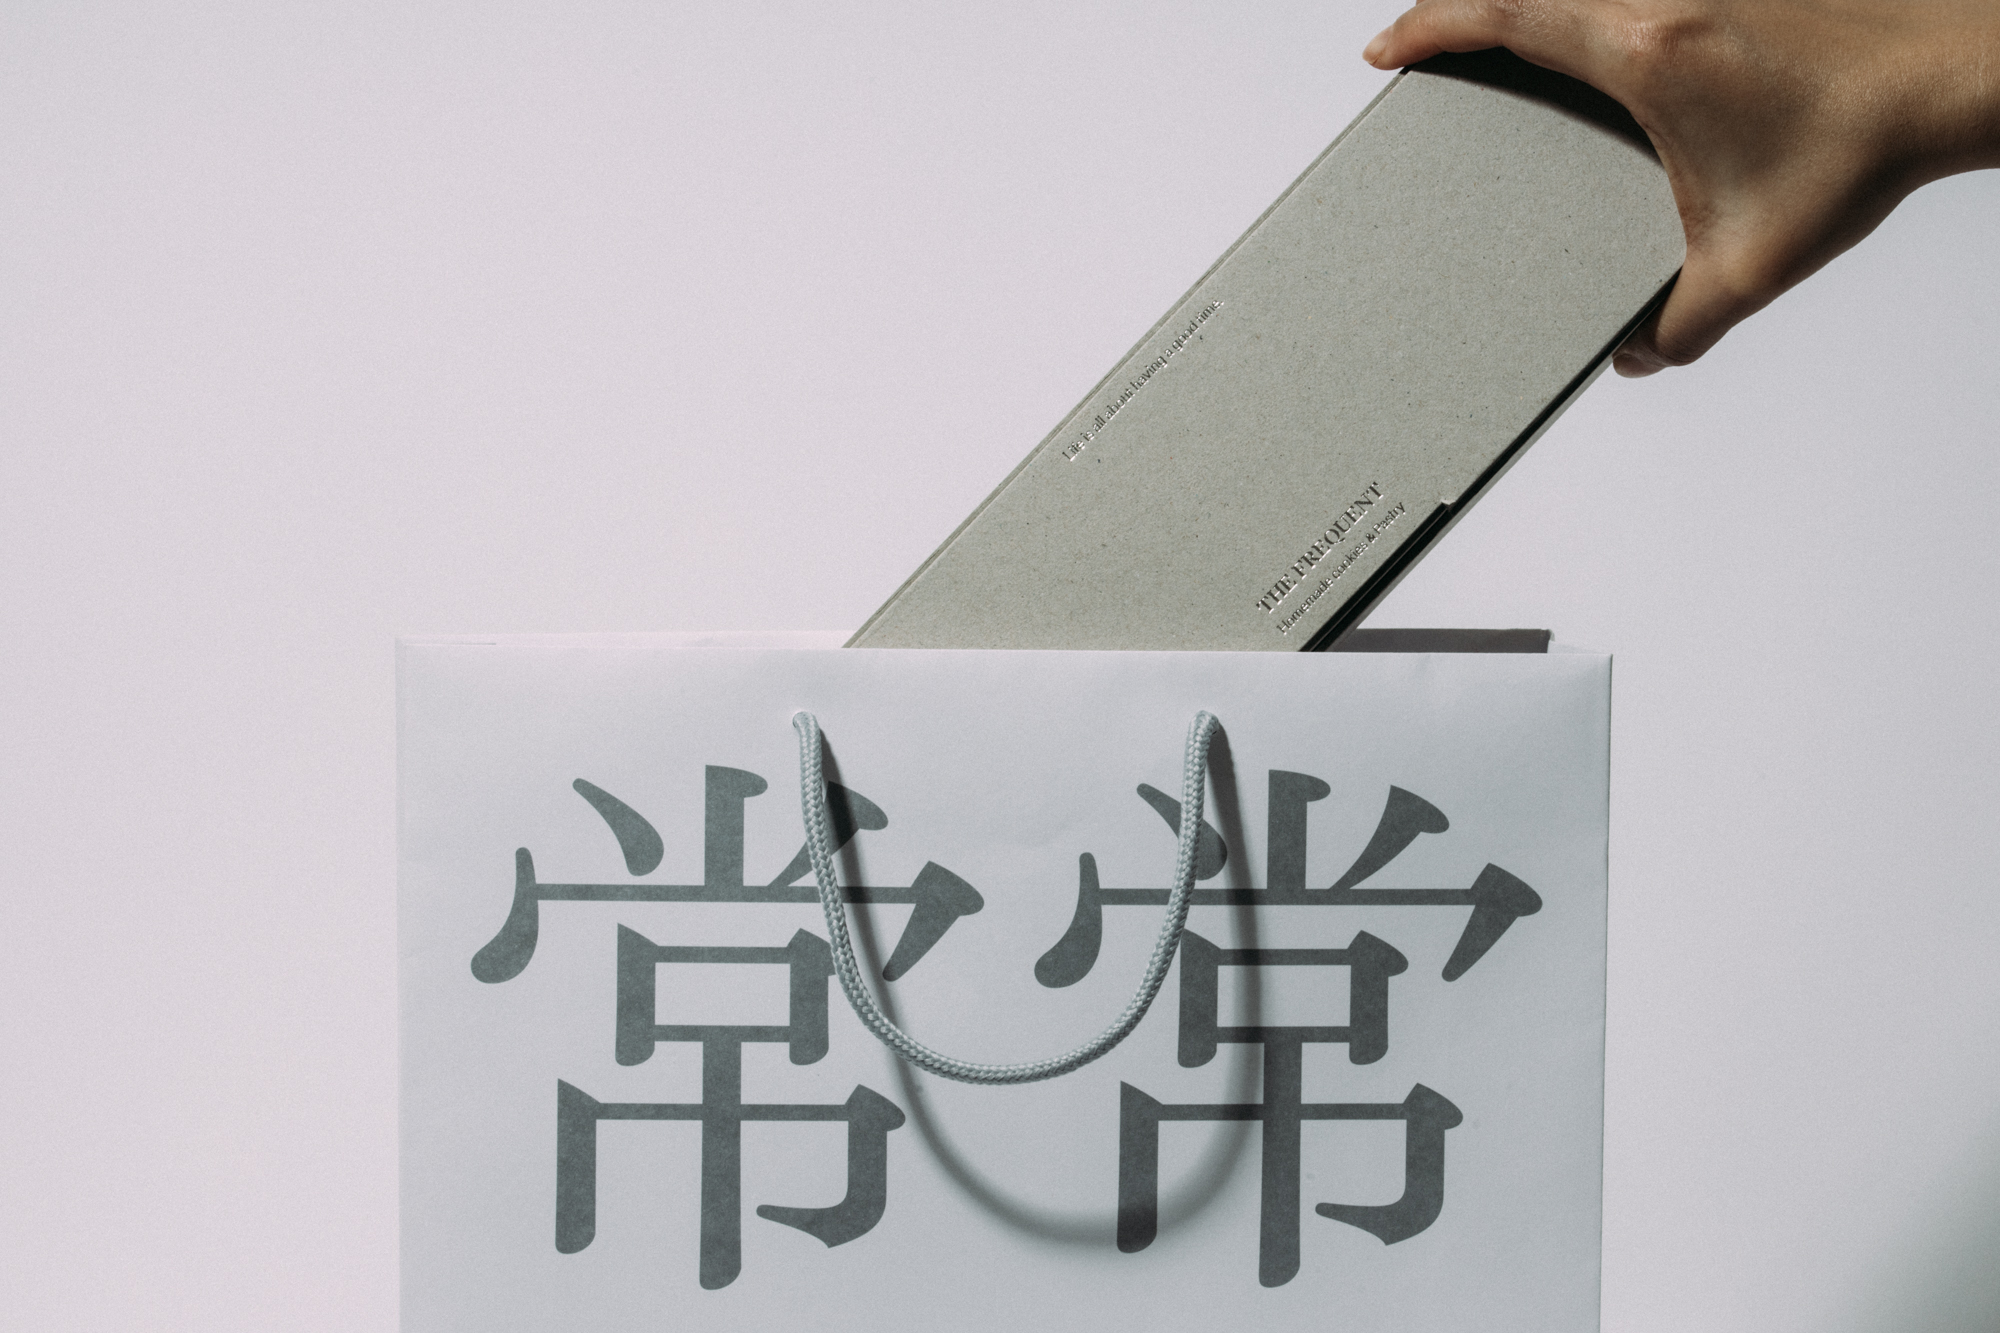 Life is all about having a good time.
THE FREQUENT
Homemade cookies & Pastry
常常